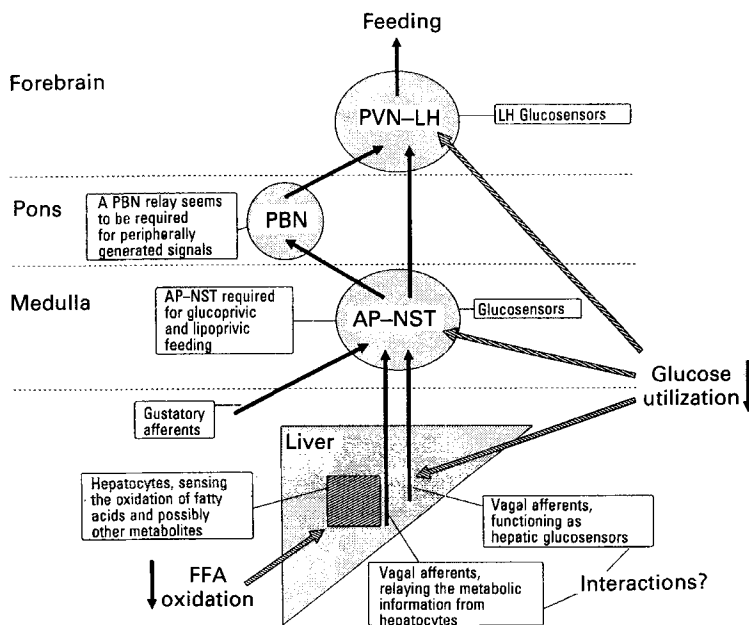 Feeding
Forebrain
PVN–LH
LH Glucosensors
Pons
A PBN relay seems
to be required
for peripherally
generated signals
PBN
Medulla
AP–NST required
for glucoprivic
and lipoprivic
feeding
AP–NST
Glucosensors
Glucose
utilization
Gustatory
afferents
Liver
Hepatocytes, sensing
the oxidation of fatty
acids and possibly
other metabolites
Vagal afferents,
functioning as
hepatic glucosensors
FFA
oxidation
Vagal afferents,
relaying the metabolic
information from
hepatocytes
Interactions?